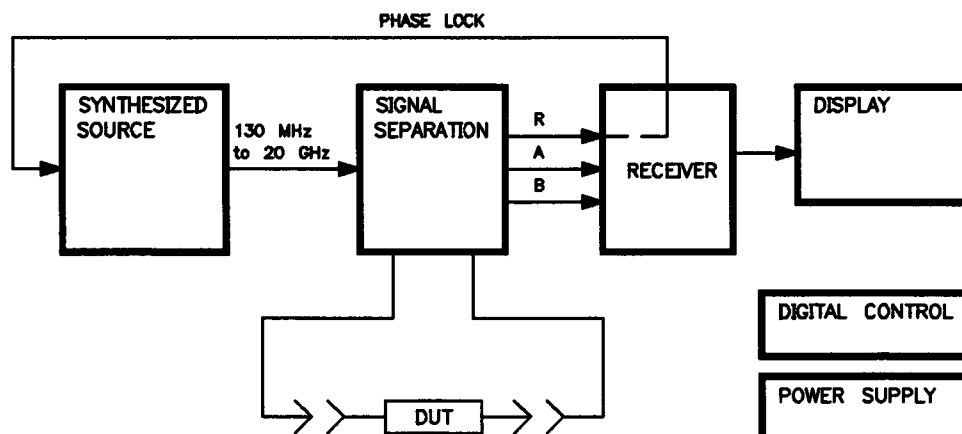 PHASE LOCK
SYNTHESIZED
SOURCE
130 MHz
to 20 GHz
SIGNAL
SEPARATION
R
A
B
RECEIVER
DISPLAY
DIGITAL CONTROL
POWER SUPPLY
DUT